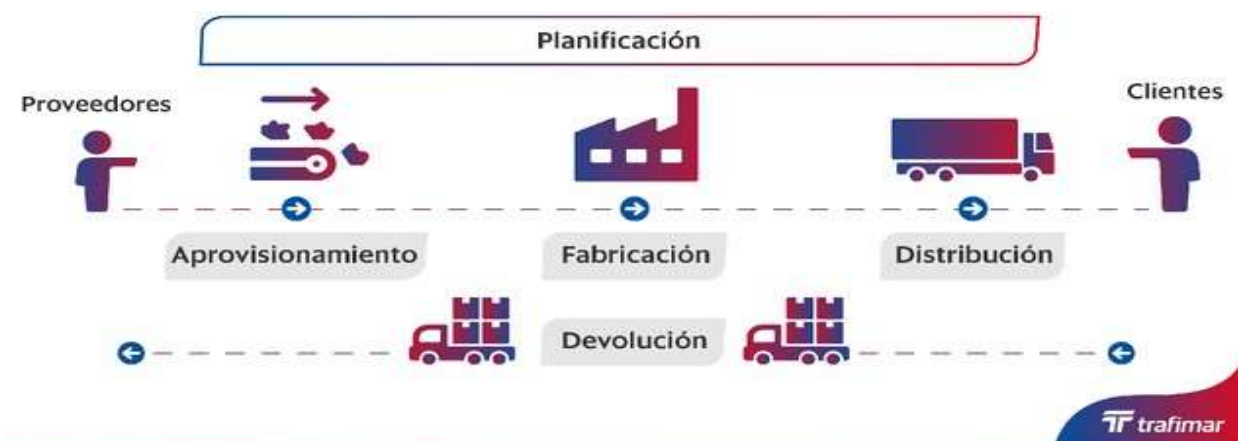 Planificación
Proveedores
Clientes
Aprovisionamiento
Fabricación
Distribución
Devolución
trafimar